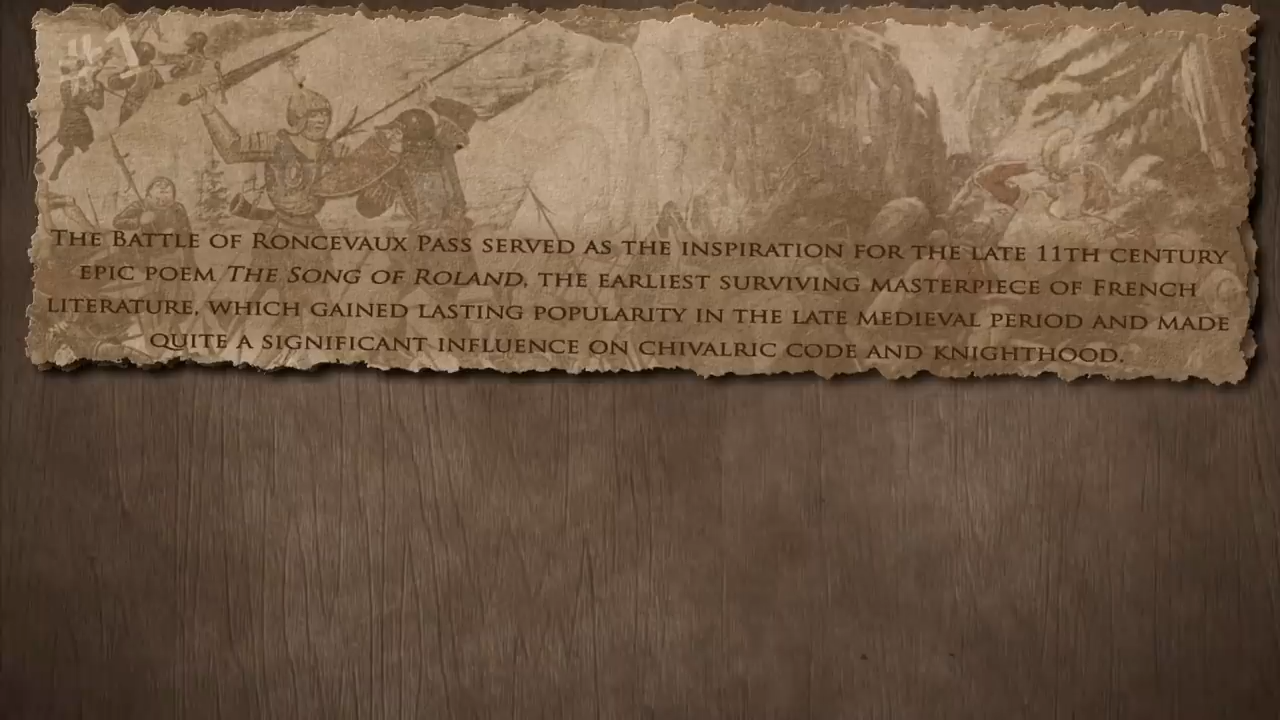 #1
The Battle of Roncevaux Pass served as the inspiration for the late 11th century
epic poem The Song of Roland, the earliest surviving masterpiece of French
literature, which gained lasting popularity in the late medieval period and made
quite a significant influence on chivalric code and knighthood.